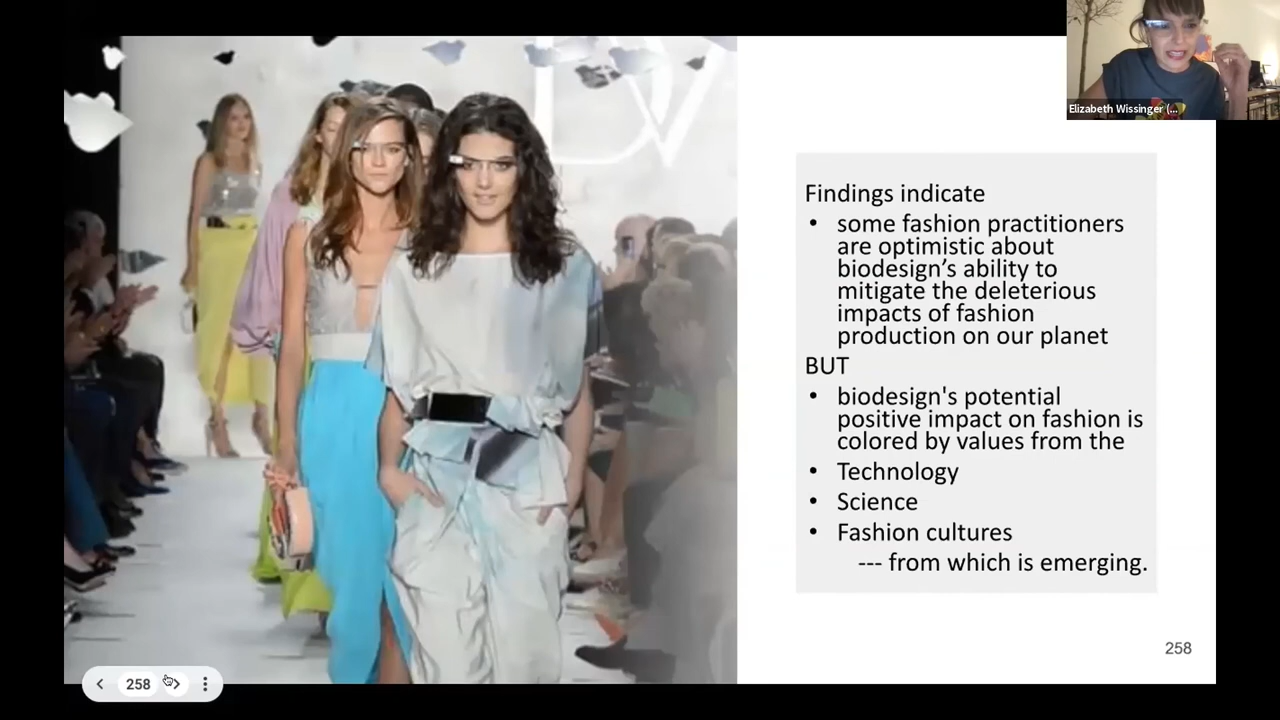 DV
Elizabeth Wissinger (...
Findings indicate
• some fashion practitioners
are optimistic about
biodesign’s ability to
mitigate the deleterious
impacts of fashion
production on our planet
BUT
• biodesign's potential
positive impact on fashion is
colored by values from the
• Technology
• Science
• Fashion cultures
--- from which is emerging.
258
258